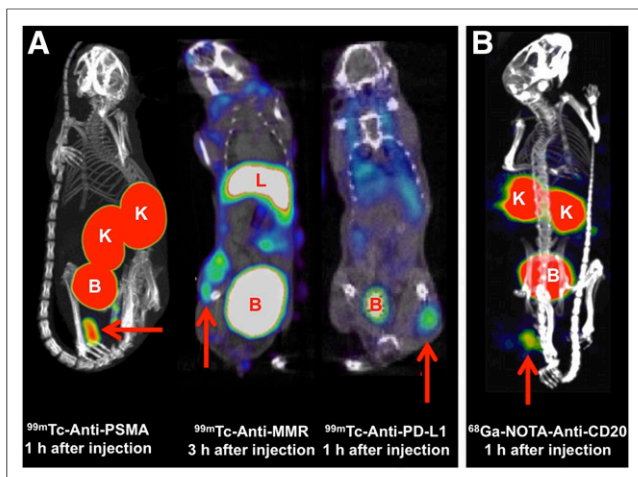 A
B
K
K
K
K
L
B
B
B
B
⁹⁹ᵐTc-Anti-PSMA
1 h after injection
⁹⁹ᵐTc-Anti-MMR
3 h after injection
⁹⁹ᵐTc-Anti-PD-L1
1 h after injection
⁶⁸Ga-NOTA-Anti-CD20
1 h after injection